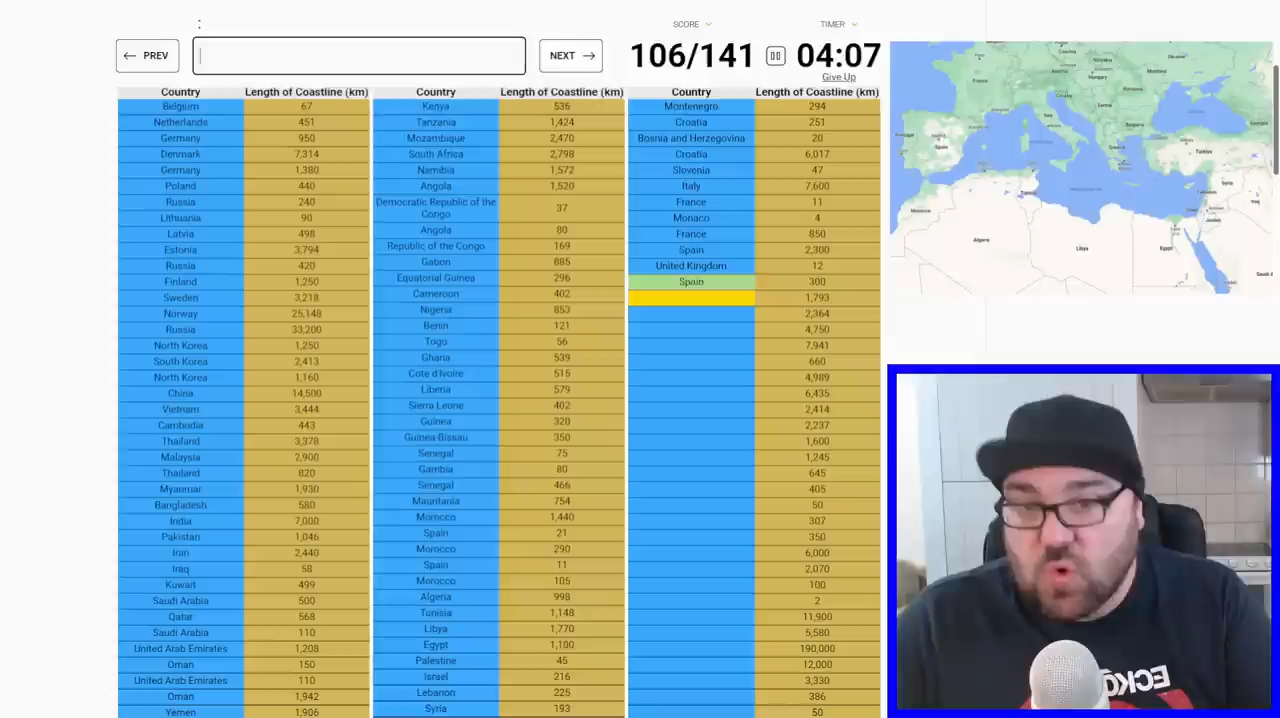 :
SCORE
TIMER
← PREV
NEXT →
106/141
04:07
Give Up
Country Length of Coastline (km)
Belgium 67
Netherlands 451
Germany 950
Denmark 7,314
Germany 1,380
Poland 440
Russia 240
Lithuania 90
Latvia 498
Estonia 3,794
Russia 420
Finland 1,250
Sweden 3,218
Norway 25,148
Russia 33,200
North Korea 1,250
South Korea 2,413
North Korea 1,160
China 14,500
Vietnam 3,444
Cambodia 443
Thailand 3,378
Malaysia 2,900
Thailand 820
Myanmar 1,930
Bangladesh 580
India 7,000
Pakistan 1,046
Iran 2,440
Iraq 58
Kuwait 499
Saudi Arabia 500
Qatar 568
Saudi Arabia 110
United Arab Emirates 1,208
Oman 150
United Arab Emirates 110
Oman 1,942
Yemen 1,906
Country Length of Coastline (km)
Kenya 536
Tanzania 1,424
Mozambique 2,470
South Africa 2,798
Namibia 1,572
Angola 1,520
Democratic Republic of the
Congo 37
Angola 80
Republic of the Congo 169
Gabon 885
Equatorial Guinea 296
Cameroon 402
Nigeria 853
Benin 121
Togo 56
Ghana 539
Cote d'Ivoire 515
Liberia 579
Sierra Leone 402
Guinea 320
Guinea-Bissau 350
Senegal 75
Gambia 80
Senegal 466
Mauritania 754
Morocco 1,440
Spain 21
Morocco 290
Spain 11
Morocco 105
Algeria 998
Tunisia 1,148
Libya 1,770
Egypt 1,100
Palestine 45
Israel 216
Lebanon 225
Syria 193
Country Length of Coastline (km)
Montenegro 294
Croatia 251
Bosnia and Herzegovina 20
Croatia 6,017
Slovenia 47
Italy 7,600
France 11
Monaco 4
France 850
Spain 2,300
United Kingdom 12
Spain 300
1,793
2,364
4,750
7,941
660
4,989
6,435
2,414
2,237
1,600
1,245
645
405
50
307
350
6,000
2,070
100
2
11,900
5,580
190,000
12,000
3,330
386
50
France
Spain
Türkiye
Morocco
Algeria
Libya
Egypt
ECKO